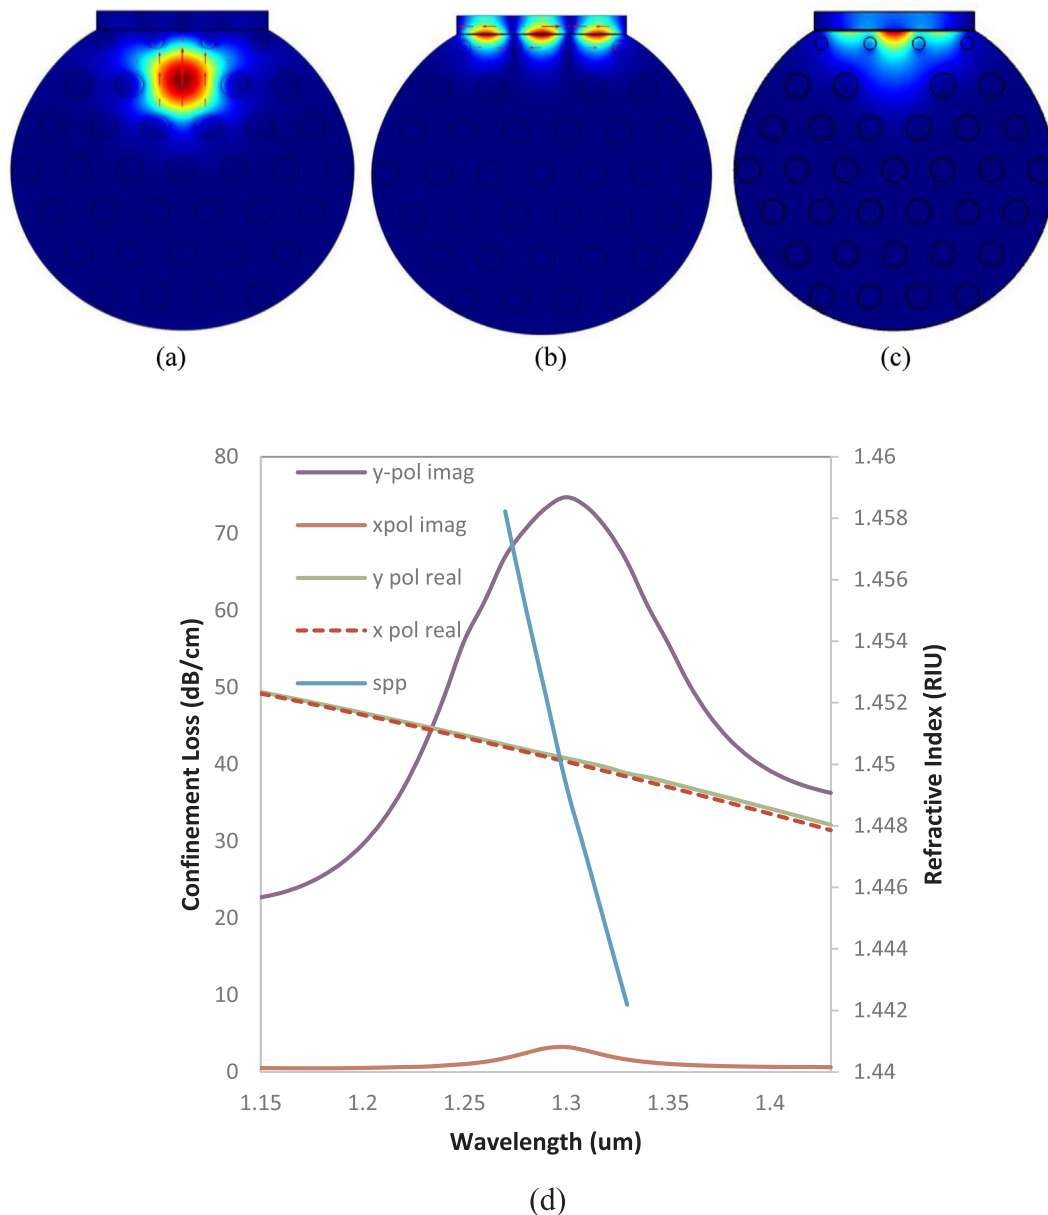 (a)
(b)
(c)
80
70
60
50
40
30
20
10
0
Confinement Loss (dB/cm)
y-pol imag
xpol imag
y pol real
x pol real
spp
1.46
1.458
1.456
1.454
1.452
1.45
1.448
1.446
1.444
1.442
1.44
Refractive Index (RIU)
1.15
1.2
1.25
1.3
1.35
1.4
Wavelength (um)
(d)